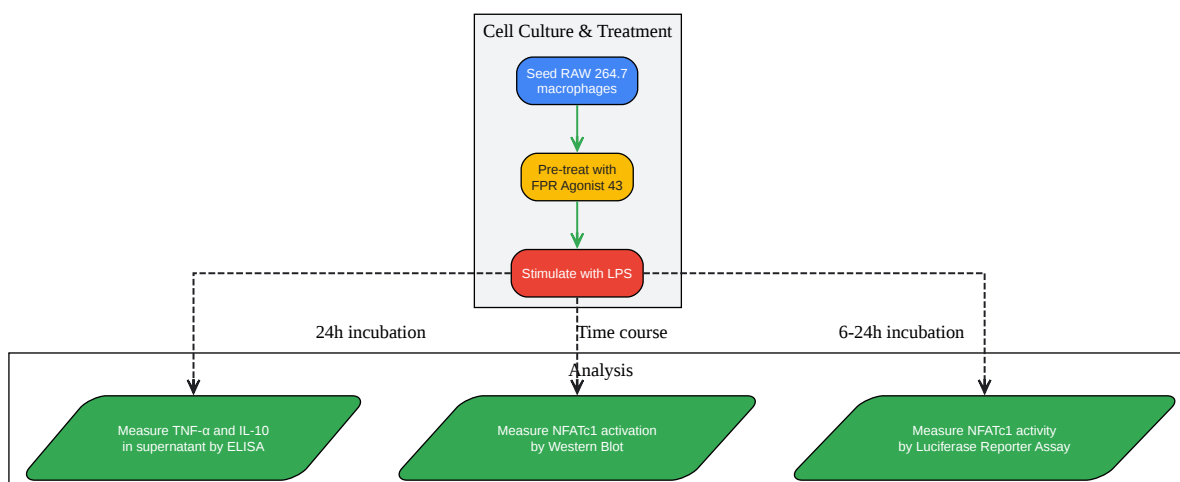 Cell Culture & Treatment
Seed RAW 264.7
macrophages
Pre-treat with
FPR Agonist 43
Stimulate with LPS
24h incubation
Time course
6-24h incubation
Analysis
Measure TNF-α and IL-10
in supernatant by ELISA
Measure NFATc1 activation
by Western Blot
Measure NFATc1 activity
by Luciferase Reporter Assay